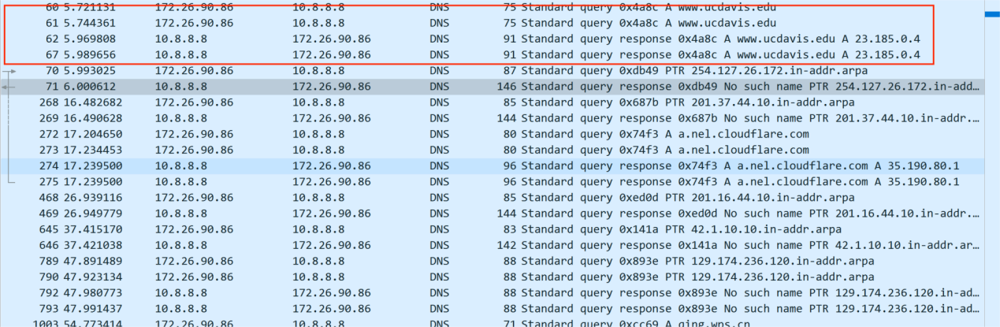 60 5.721131 172.26.90.86 10.8.8.8 DNS 75 Standard query 0x4a8c A www.ucdavis.edu
61 5.744361 172.26.90.86 10.8.8.8 DNS 75 Standard query 0x4a8c A www.ucdavis.edu
62 5.969808 10.8.8.8 172.26.90.86 DNS 91 Standard query response 0x4a8c A www.ucdavis.edu A 23.185.0.4
67 5.989656 10.8.8.8 172.26.90.86 DNS 91 Standard query response 0x4a8c A www.ucdavis.edu A 23.185.0.4
70 5.993025 172.26.90.86 10.8.8.8 DNS 87 Standard query 0xdb49 PTR 254.127.26.172.in-addr.arpa
71 6.000612 10.8.8.8 172.26.90.86 DNS 146 Standard query response 0xdb49 No such name PTR 254.127.26.172.in-add…
268 16.482682 172.26.90.86 10.8.8.8 DNS 85 Standard query 0x687b PTR 201.37.44.10.in-addr.arpa
269 16.490628 10.8.8.8 172.26.90.86 DNS 144 Standard query response 0x687b No such name PTR 201.37.44.10.in-addr.…
272 17.204650 172.26.90.86 10.8.8.8 DNS 80 Standard query 0x74f3 A a.nel.cloudflare.com
273 17.234453 172.26.90.86 10.8.8.8 DNS 80 Standard query 0x74f3 A a.nel.cloudflare.com
274 17.239500 10.8.8.8 172.26.90.86 DNS 96 Standard query response 0x74f3 A a.nel.cloudflare.com A 35.190.80.1
275 17.239500 10.8.8.8 172.26.90.86 DNS 96 Standard query response 0x74f3 A a.nel.cloudflare.com A 35.190.80.1
468 26.939116 172.26.90.86 10.8.8.8 DNS 85 Standard query 0xed0d PTR 201.16.44.10.in-addr.arpa
469 26.949779 10.8.8.8 172.26.90.86 DNS 144 Standard query response 0xed0d No such name PTR 201.16.44.10.in-addr.…
645 37.415170 172.26.90.86 10.8.8.8 DNS 83 Standard query 0x141a PTR 42.1.10.10.in-addr.arpa
646 37.421038 10.8.8.8 172.26.90.86 DNS 142 Standard query response 0x141a No such name PTR 42.1.10.10.in-addr.ar…
789 47.891489 172.26.90.86 10.8.8.8 DNS 88 Standard query 0x893e PTR 129.174.236.120.in-addr.arpa
790 47.923134 172.26.90.86 10.8.8.8 DNS 88 Standard query 0x893e PTR 129.174.236.120.in-addr.arpa
792 47.980773 10.8.8.8 172.26.90.86 DNS 88 Standard query response 0x893e No such name PTR 129.174.236.120.in-ad…
793 47.991437 10.8.8.8 172.26.90.86 DNS 88 Standard query response 0x893e No such name PTR 129.174.236.120.in-ad…
1003 54.773414 172.26.90.86 10.8.8.8 DNS 71 Standard query 0xcc69 A qing.wps.cn